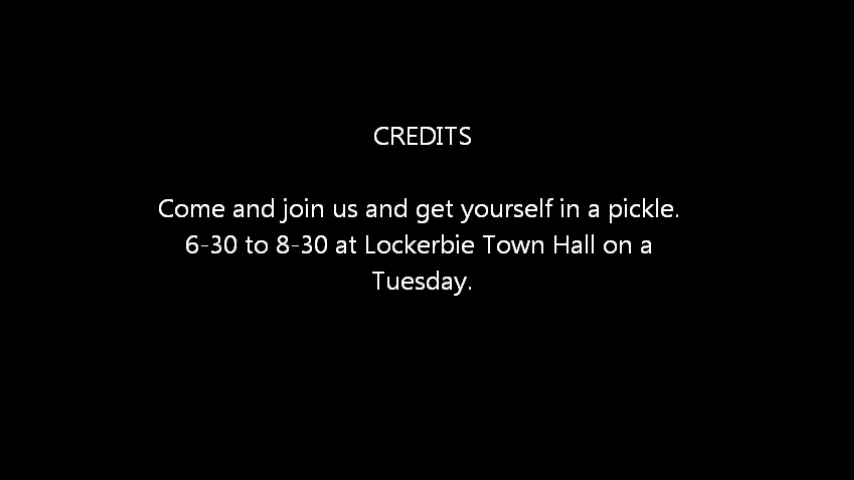 CREDITS
Come and join us and get yourself in a pickle.
6-30 to 8-30 at Lockerbie Town Hall on a
Tuesday.